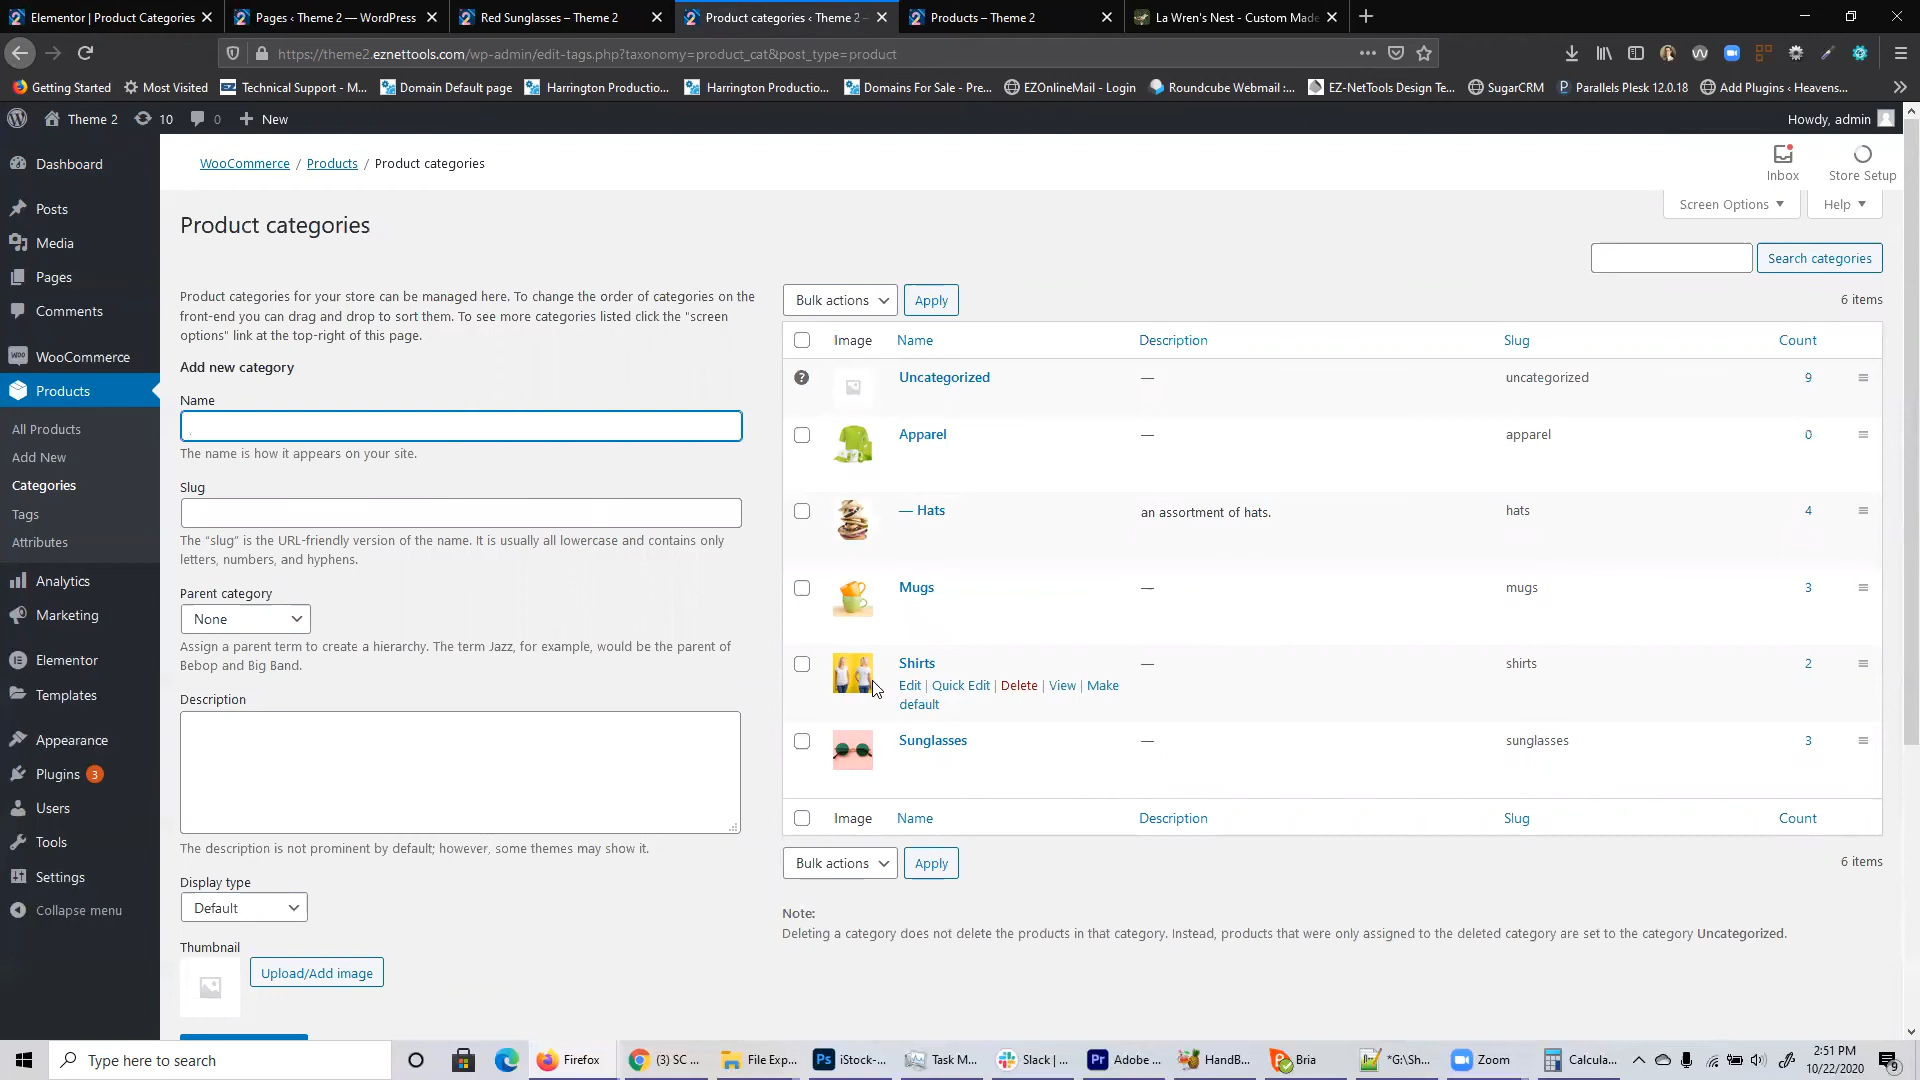 Elementor | Product Categories
Pages ‹ Theme 2 — WordPress
Red Sunglasses – Theme 2
Product categories ‹ Theme 2 –
Products – Theme 2
La Wren's Nest - Custom Made
https://theme2.eznettools.com/wp-admin/edit-tags.php?taxonomy=product_cat&post_type=product
Getting Started
Most Visited
Technical Support - M...
Domain Default page
Harrington Productio...
Harrington Productio...
Domains For Sale - Pre...
EZOnlineMail - Login
Roundcube Webmail :...
EZ-NetTools Design Te...
SugarCRM
Parallels Plesk 12.0.18
Add Plugins ‹ Heavens...
Theme 2
10
0
New
Howdy, admin
Dashboard
Posts
Media
Pages
Comments
WooCommerce
Products
All Products
Add New
Categories
Tags
Attributes
Analytics
Marketing
Elementor
Templates
Appearance
Plugins 3
Users
Tools
Settings
Collapse menu
WooCommerce / Products / Product categories
Inbox
Store Setup
Screen Options
Help
Product categories
Search categories
Product categories for your store can be managed here. To change the order of categories on the
front-end you can drag and drop to sort them. To see more categories listed click the "screen
options" link at the top-right of this page.
Add new category
Name
The name is how it appears on your site.
Slug
The “slug” is the URL-friendly version of the name. It is usually all lowercase and contains only
letters, numbers, and hyphens.
Parent category
None
Assign a parent term to create a hierarchy. The term Jazz, for example, would be the parent of
Bebop and Big Band.
Description
The description is not prominent by default; however, some themes may show it.
Display type
Default
Thumbnail
Upload/Add image
Bulk actions
Apply
6 items
Image Name Description Slug Count
? Uncategorized — uncategorized 9
Apparel — apparel 0
— Hats an assortment of hats. hats 4
Mugs — mugs 3
Shirts — shirts 2
Edit | Quick Edit | Delete | View | Make
default
Sunglasses — sunglasses 3
Image Name Description Slug Count
Bulk actions
Apply
6 items
Note:
Deleting a category does not delete the products in that category. Instead, products that were only assigned to the deleted category are set to the category Uncategorized.
Type here to search
Firefox
(3) SC ...
File Exp...
iStock-...
Task M...
Slack | ...
Adobe ...
HandB...
Bria
*G:\Sh...
Zoom
Calcula...
2:51 PM
10/22/2020
9